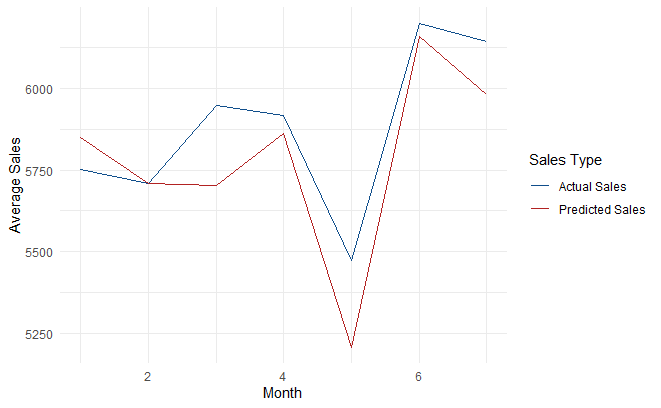 6000
5750
5500
5250
Average Sales
2
4
6
Month
Sales Type
Actual Sales
Predicted Sales